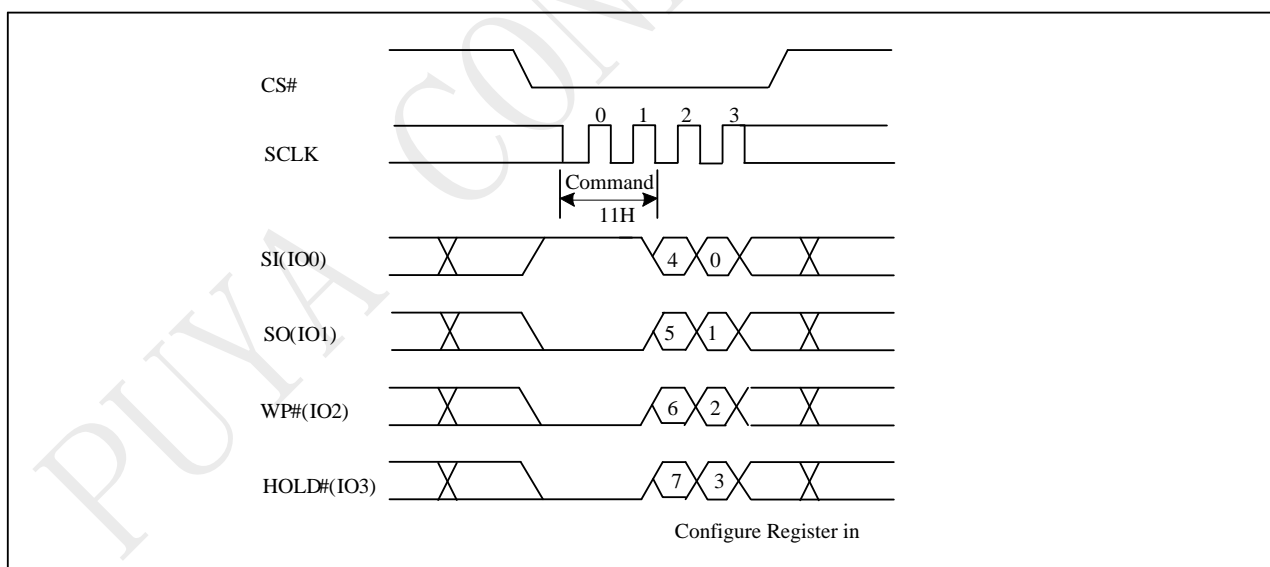 CS#
0 1 2 3
SCLK
Command
11H
SI(IO0)
4 0
SO(IO1)
5 1
WP#(IO2)
6 2
HOLD#(IO3)
7 3
Configure Register in
PUYA